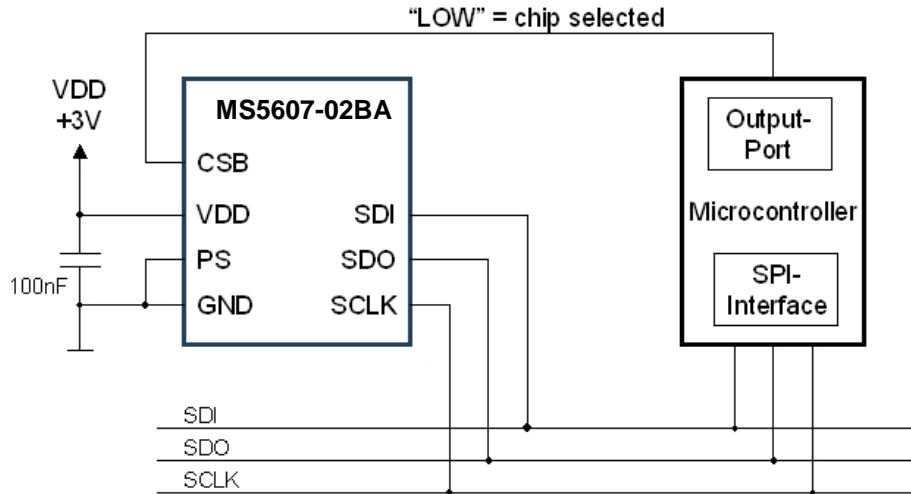 “LOW” = chip selected
VDD
+3V
MS5607-02BA
CSB
VDD
PS
GND
SDI
SDO
SCLK
100nF
Output-
Port
Microcontroller
SPI-
Interface
SDI
SDO
SCLK